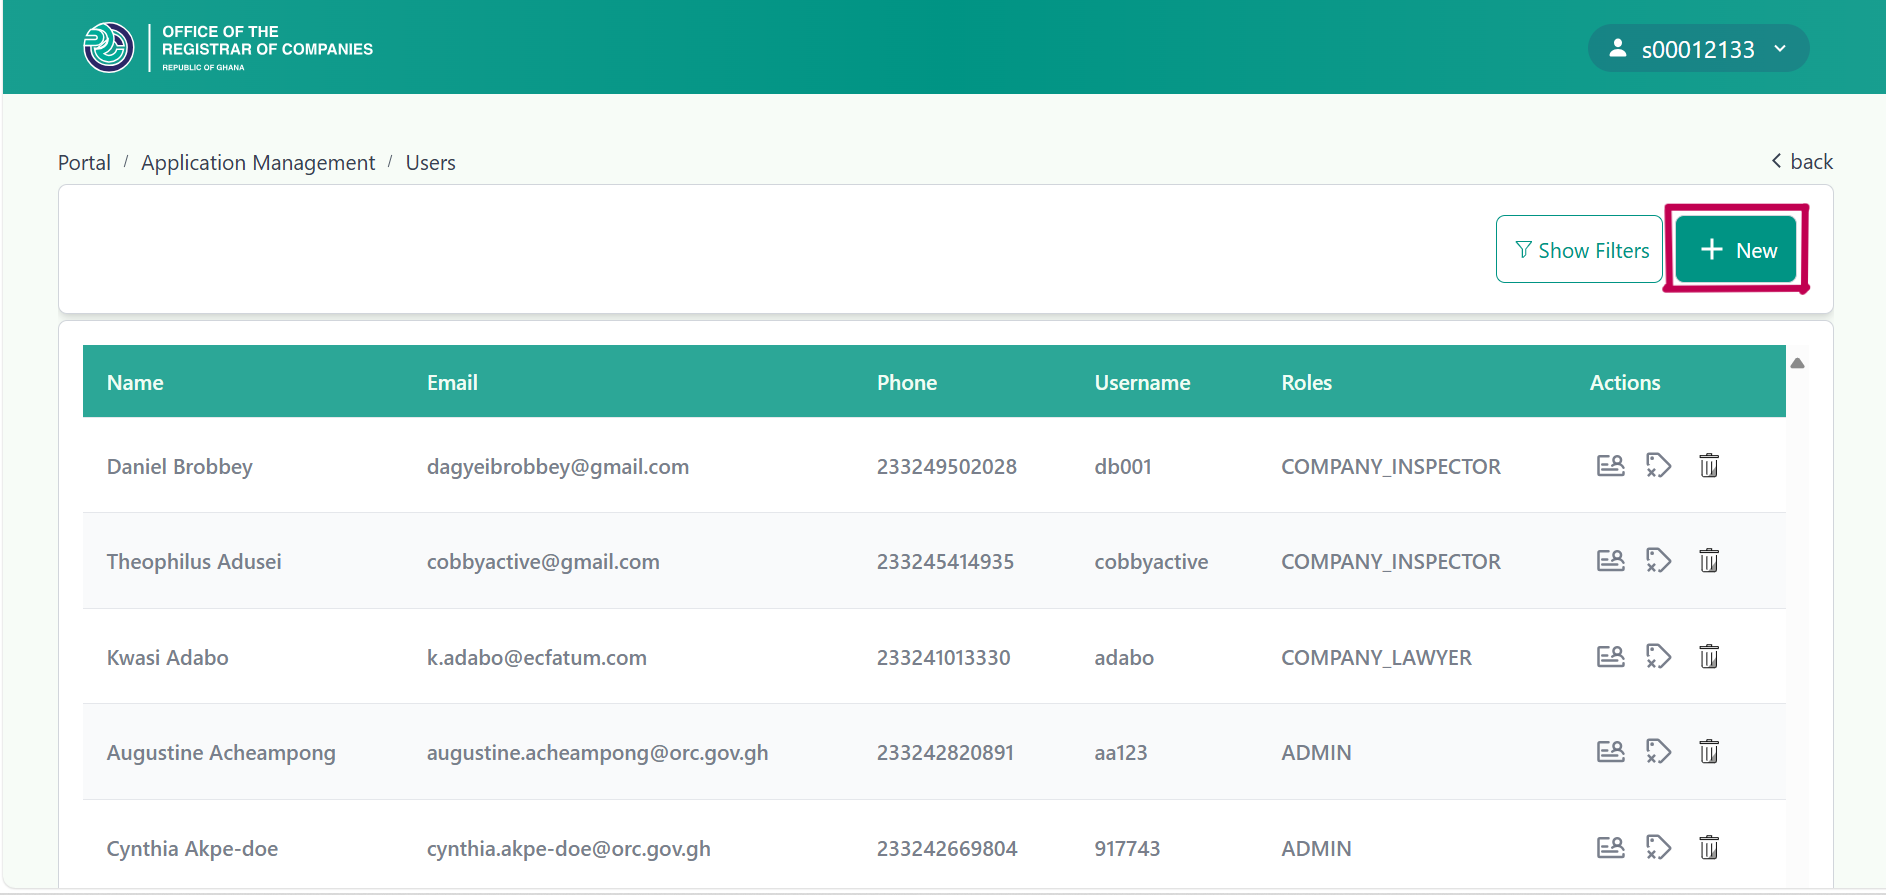 OFFICE OF THE
REGISTRAR OF COMPANIES
REPUBLIC OF GHANA
s00012133
Portal / Application Management / Users
back
Show Filters
New
Name Email Phone Username Roles Actions
Daniel Brobbey dagyeibrobbey@gmail.com 233249502028 db001 COMPANY_INSPECTOR
Theophilus Adusei cobbyactive@gmail.com 233245414935 cobbyactive COMPANY_INSPECTOR
Kwasi Adabo k.adabo@ecfatum.com 233241013330 adabo COMPANY_LAWYER
Augustine Acheampong augustine.acheampong@orc.gov.gh 233242820891 aa123 ADMIN
Cynthia Akpe-doe cynthia.akpe-doe@orc.gov.gh 233242669804 917743 ADMIN